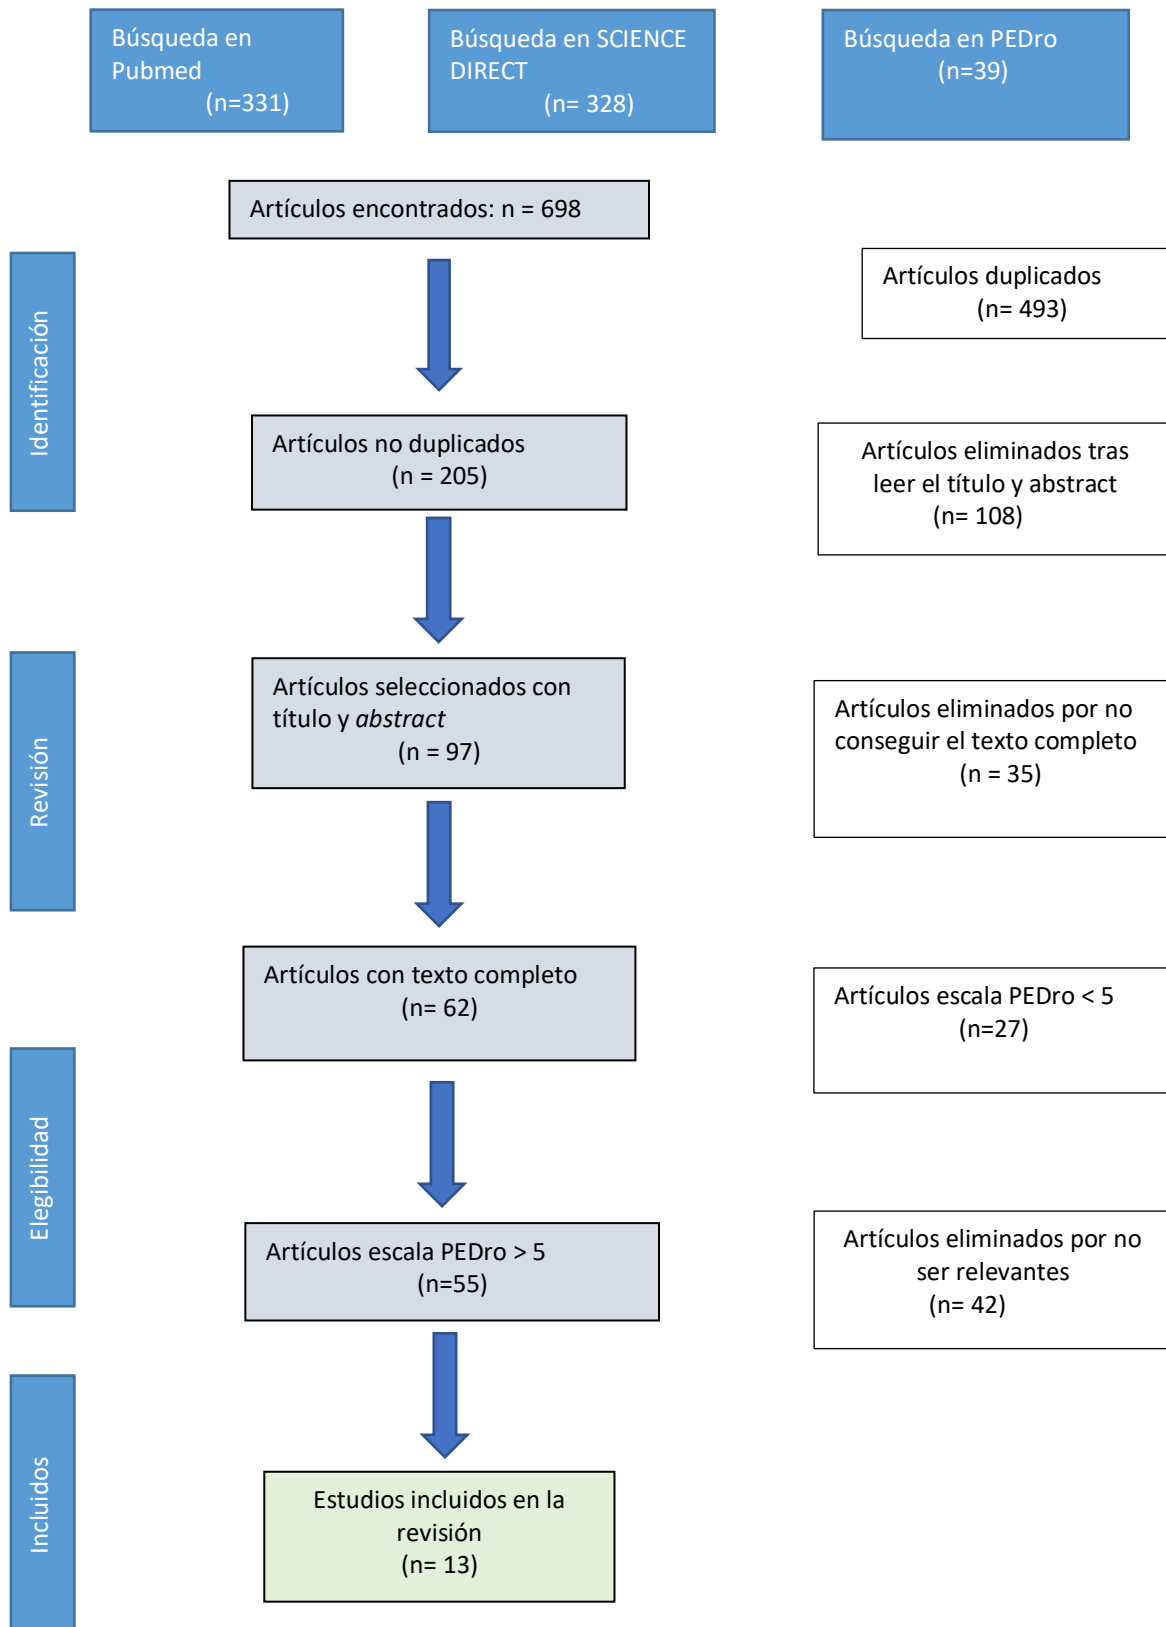 Búsqueda en
Pubmed
(n=331)
Búsqueda en SCIENCE
DIRECT
(n= 328)
Búsqueda en PEDro
(n=39)
Artículos encontrados: n = 698
Identificación
Artículos duplicados
(n= 493)
Artículos no duplicados
(n = 205)
Artículos eliminados tras
leer el título y abstract
(n= 108)
Revisión
Artículos seleccionados con
título y abstract
(n = 97)
Artículos eliminados por no
conseguir el texto completo
(n = 35)
Artículos con texto completo
(n= 62)
Artículos escala PEDro < 5
(n=27)
Elegibilidad
Artículos escala PEDro > 5
(n=55)
Artículos eliminados por no
ser relevantes
(n= 42)
Incluidos
Estudios incluidos en la
revisión
(n= 13)